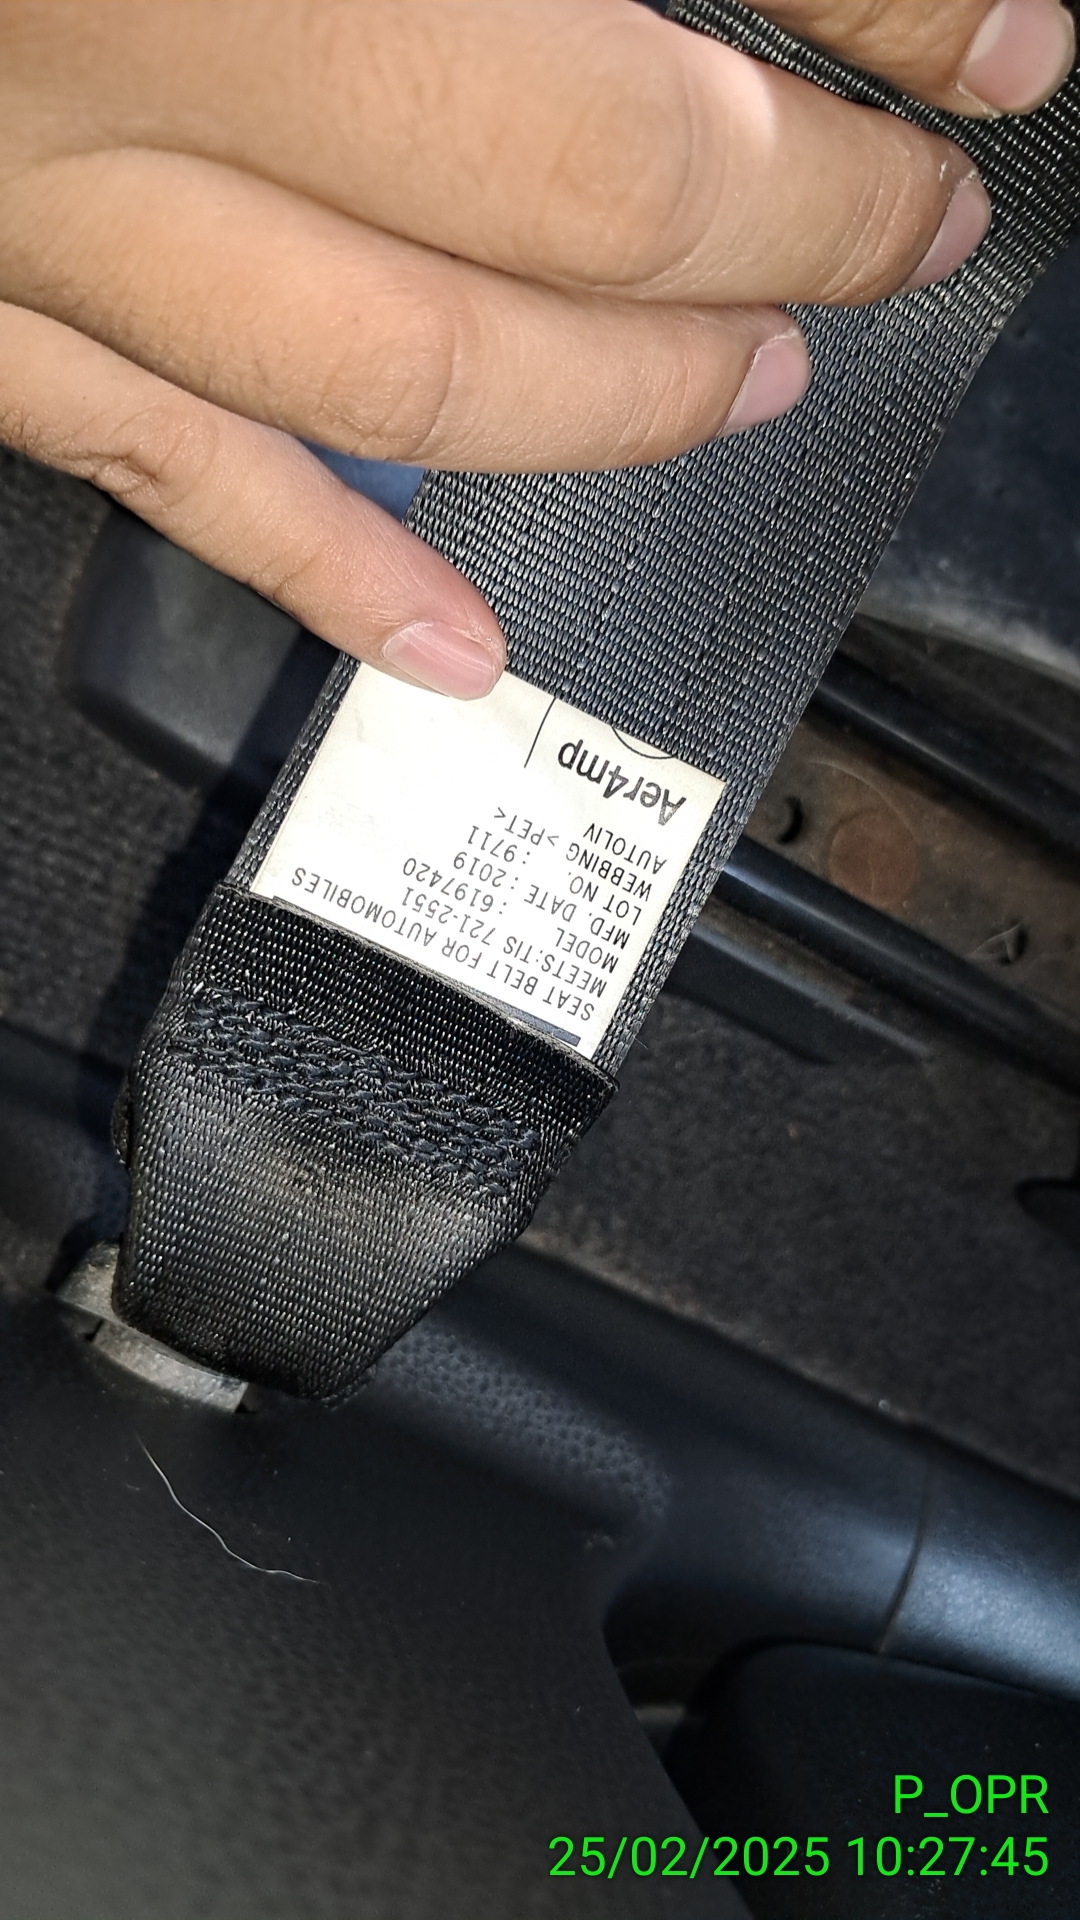 SEAT BELT FOR AUTOMOBILES
MEETS:TIS 721-2551
MODEL : 6197420
MFD. DATE : 2019
LOT NO. : 9711
WEBBING >PET<
AUTOLIV
Aer4mp
P_OPR
25/02/2025 10:27:45